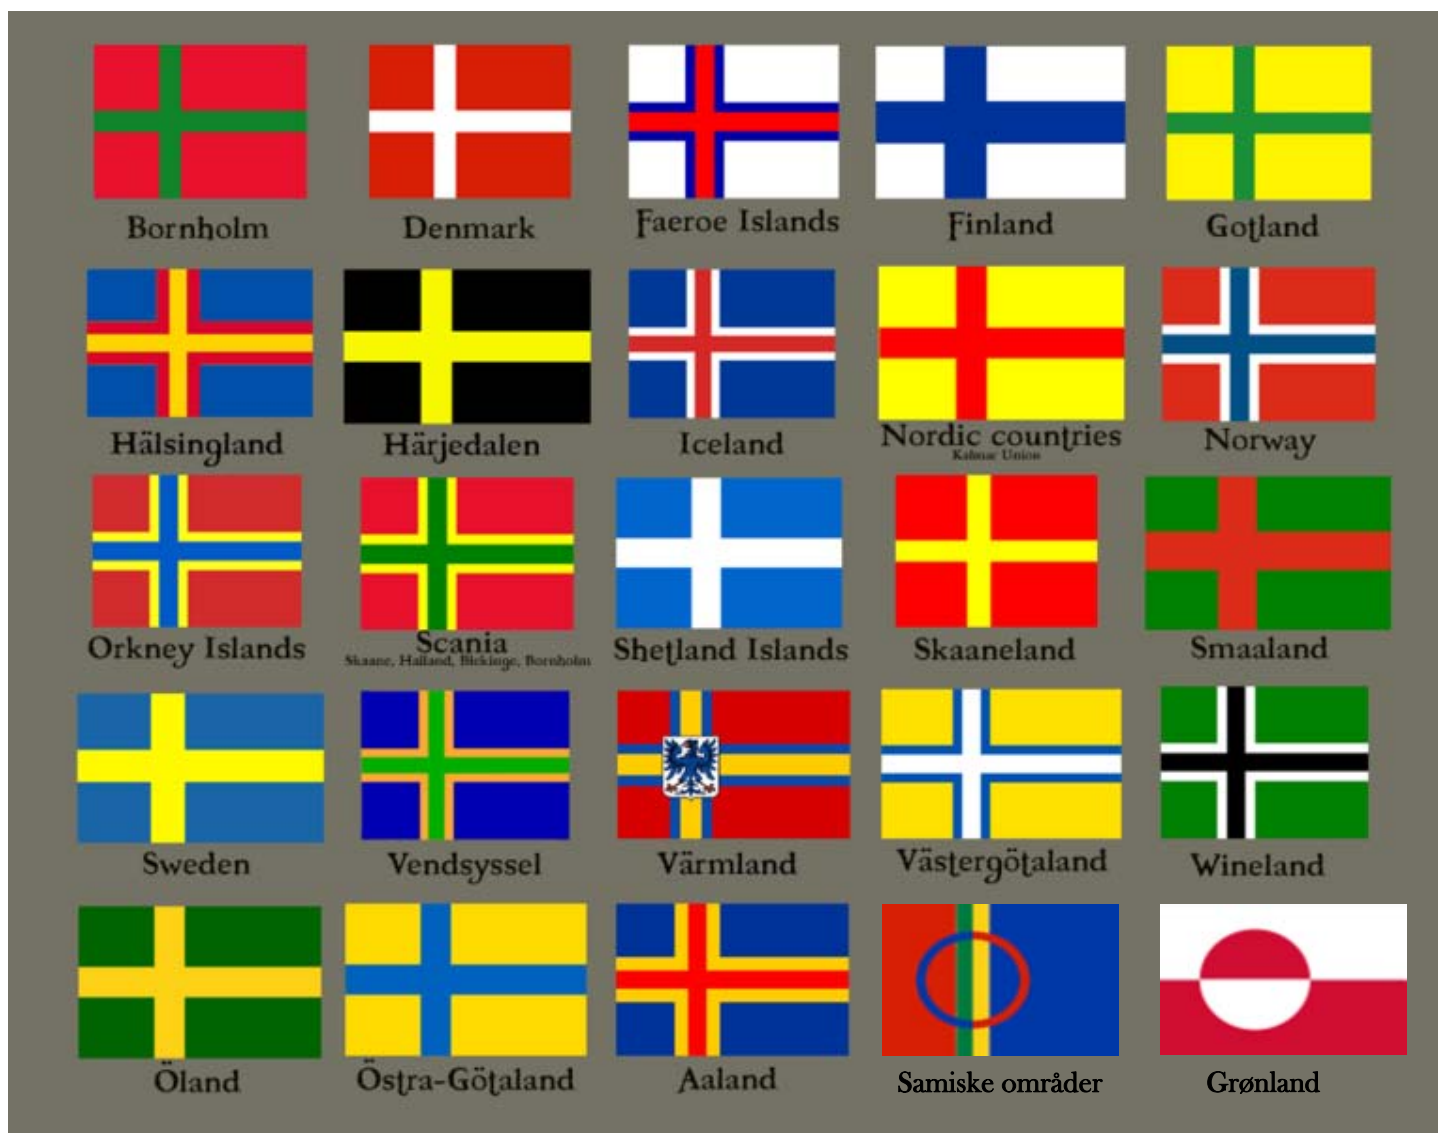 Bornholm
Denmark
Faeroe Islands
Finland
Gotland
Hälsingland
Härjedalen
Iceland
Nordic countries
Kalmar Union
Norway
Orkney Islands
Scania
Skaane, Halland, Blekinge, Bornholm
Shetland Islands
Skaaneland
Smaaland
Sweden
Vendsyssel
Värmland
Västergötaland
Wineland
Öland
Östra-Götaland
Aaland
Samiske områder
Grønland